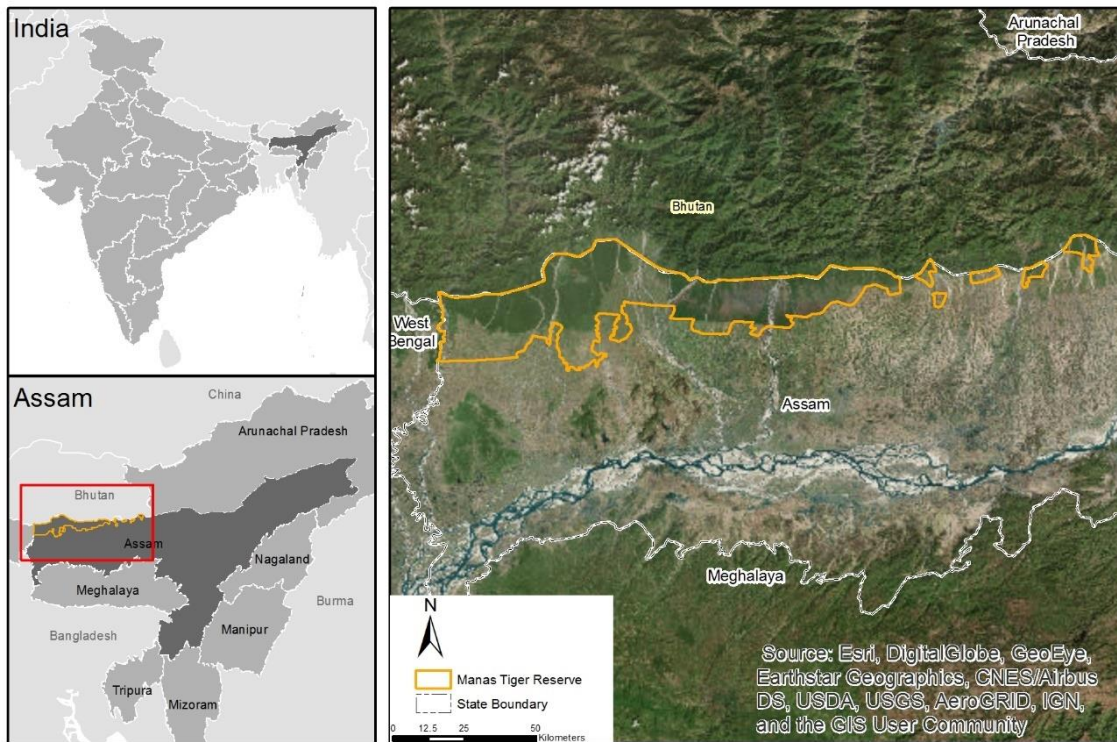 India
Assam
China
Arunachal Pradesh
Bhutan
Assam
Nagaland
Meghalaya
Burma
Bangladesh
Manipur
Tripura
Mizoram
Arunachal
Pradesh
Bhutan
West
Bengal
Assam
Meghalaya
N
Manas Tiger Reserve
State Boundary
0 12.5 25 50
Kilometers
Source: Esri, DigitalGlobe, GeoEye,
Earthstar Geographics, CNES/Airbus
DS, USDA, USGS, AeroGRID, IGN,
and the GIS User Community